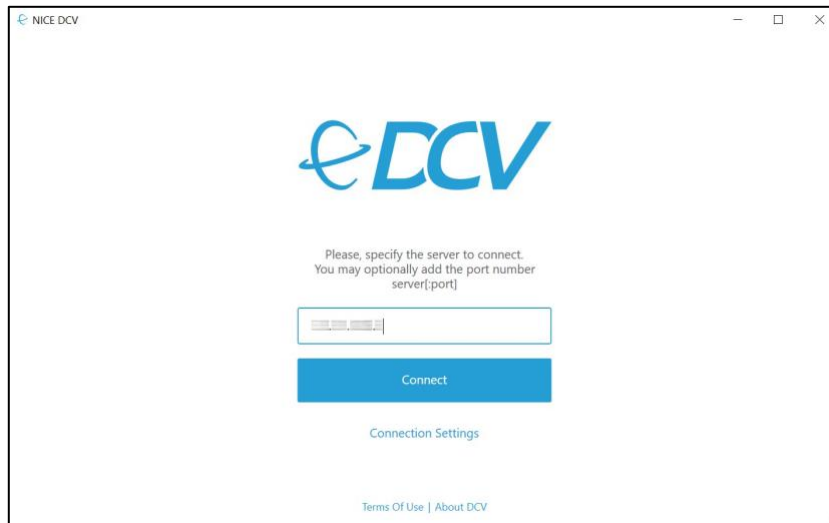 NICE DCV
DCV
Please, specify the server to connect.
You may optionally add the port number
server[:port]
Connect
Connection Settings
Terms Of Use | About DCV